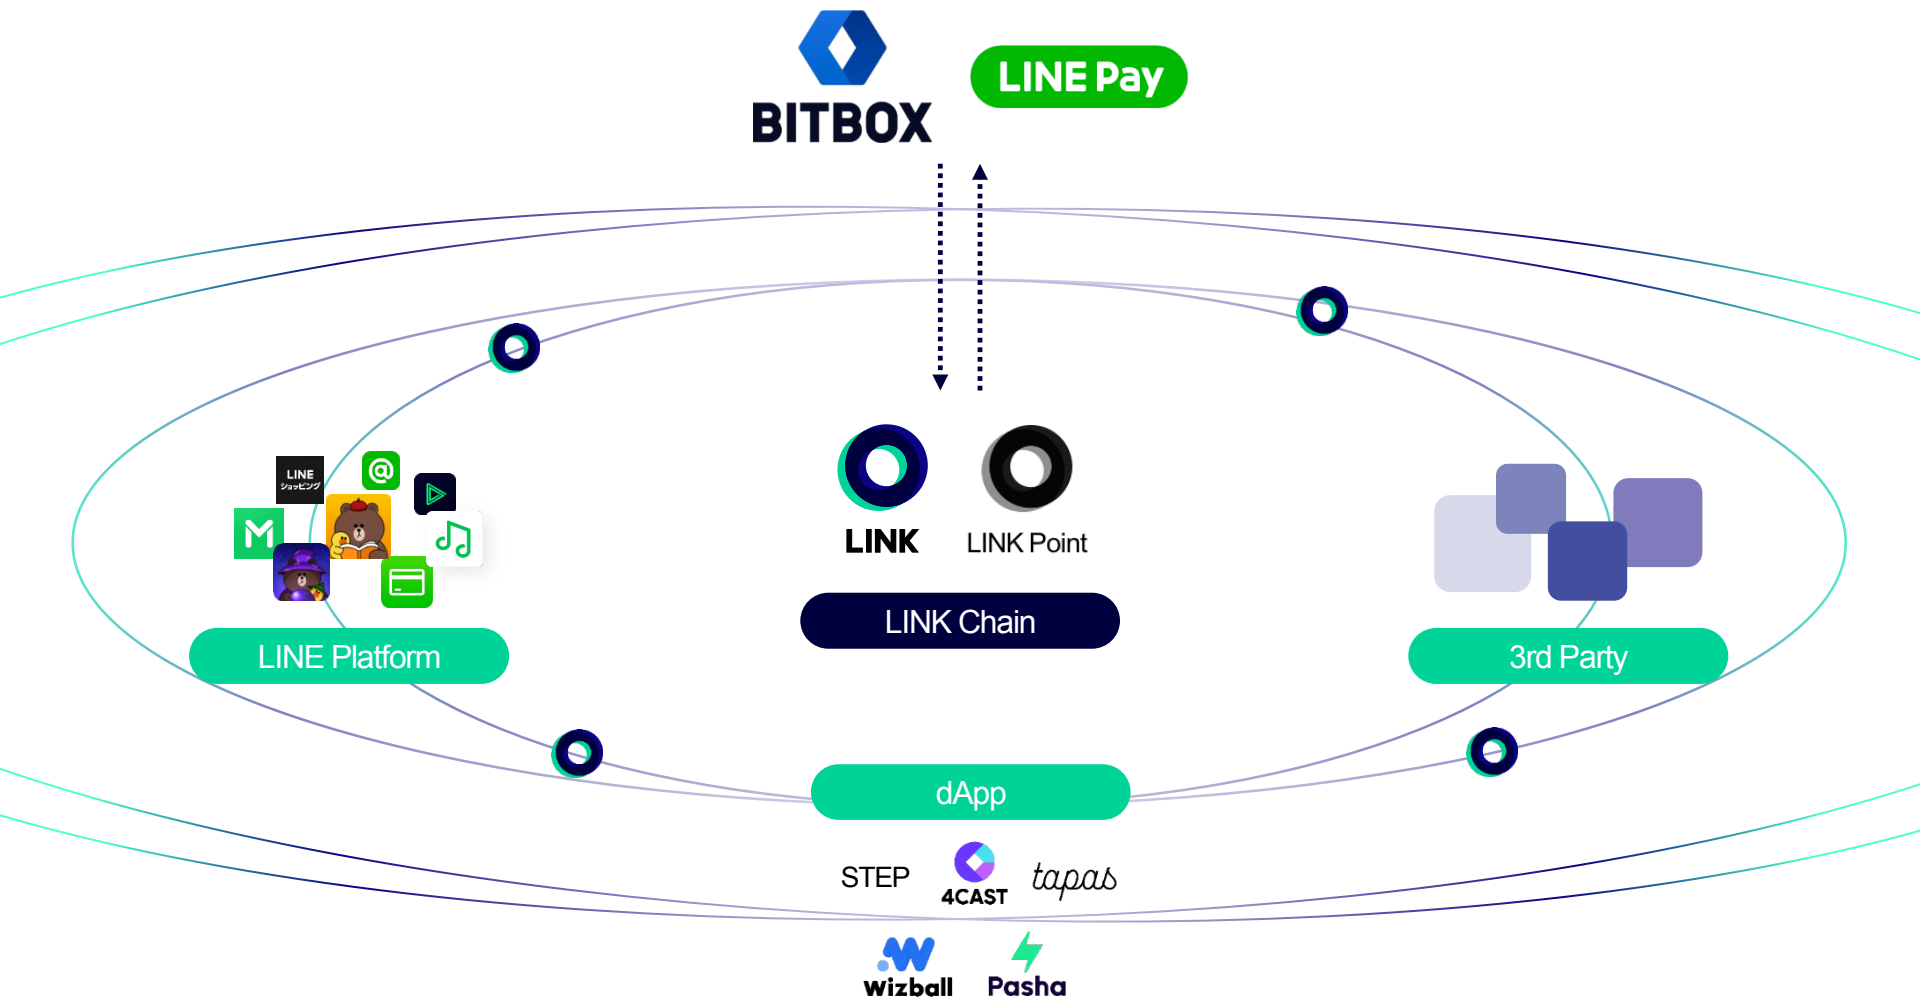 BITBOX
LINE Pay
LINE
ショッピング
LINK
LINK Point
LINK Chain
LINE Platform
3rd Party
dApp
STEP
4CAST
tapas
wizball
Pasha